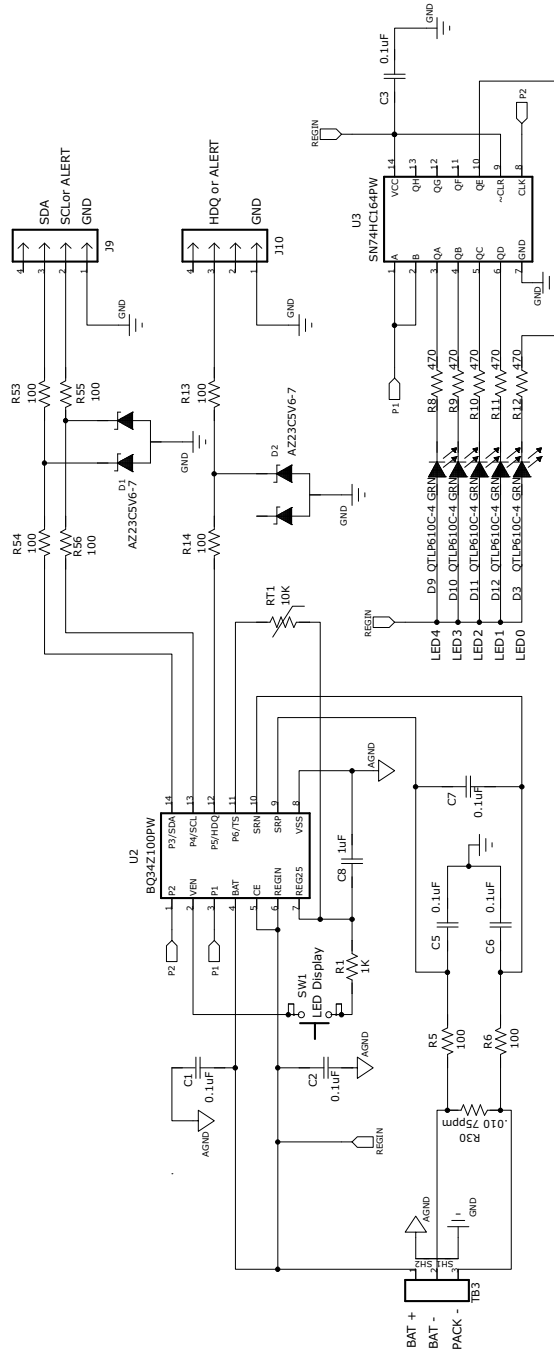 J9
4
3
2
1
SDA
SCLor ALERT
GND
GND
R53
100
R55
100
R54
100
R56
100
D1
AZ23C5V6-7
GND
J10
4
3
2
1
HDQ or ALERT
GND
GND
R13
100
R14
100
D2
AZ23C5V6-7
GND
RT1
10K
U2
BQ34Z100PW
1 P2
2 VEN
3 P1
4 BAT
5 CE
6 REGIN
7 REG25
P3/SDA 14
P4/SCL 13
P5/HDQ 12
P6/TS 11
SRN 10
SRP 9
VSS 8
P2
P1
C1
0.1uF
AGND
C2
0.1uF
AGND
REGIN
SW1
LED Display
R1
1K
C8
1uF
AGND
C7
0.1uF
C5
0.1uF
C6
0.1uF
R5
100
R6
100
R30
.010 75ppm
BAT +
BAT -
PACK -
1
2
3
TB3
SH2
SH1
AGND
GND
U3
SN74HC164PW
1 A
2 B
3 QA
4 QB
5 QC
6 QD
7 GND
VCC 14
QH 13
QG 12
QF 11
QE 10
~CLR 9
CLK 8
C3
0.1uF
GND
REGIN
P2
GND
P1
R8 470
R9 470
R10 470
R11 470
R12 470
D9 QTLP610C-4 GRN
D10 QTLP610C-4 GRN
D11 QTLP610C-4 GRN
D12 QTLP610C-4 GRN
D3 QTLP610C-4 GRN
REGIN
LED4
LED3
LED2
LED1
LED0